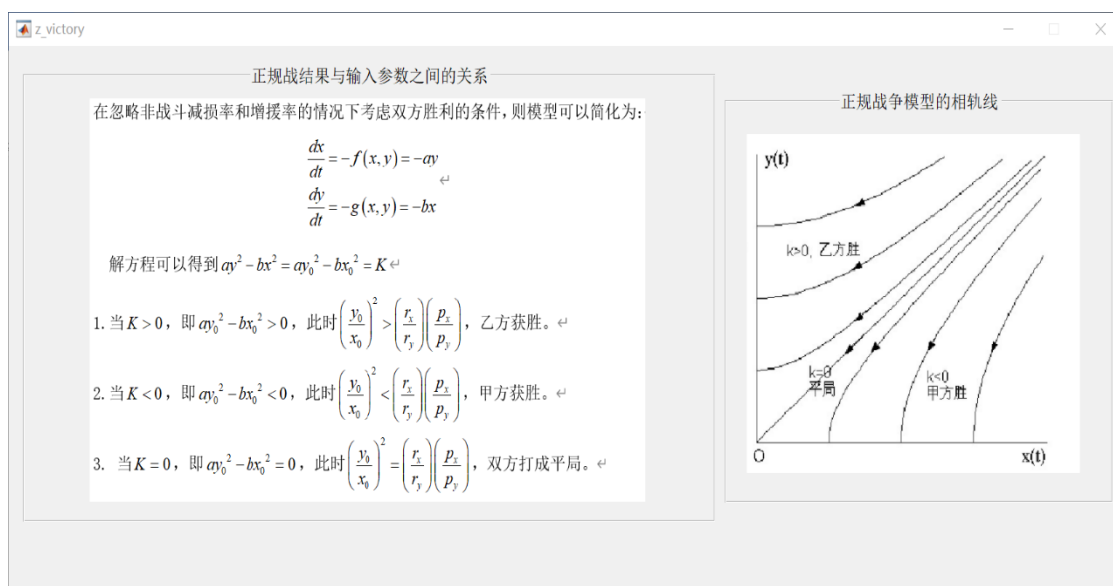 z_victory
正规战结果与输入参数之间的关系
在忽略非战斗减损率和增援率的情况下考虑双方胜利的条件，则模型可以简化为：
dx/dt = −f(x, y) = −ay
dy/dt = −g(x, y) = −bx ↵
解方程可以得到 ay² − bx² = ay₀² − bx₀² = K ↵
1. 当 K > 0，即 ay₀² − bx₀² > 0，此时 (y₀/x₀)² > (rₓ/r_y)(pₓ/p_y)，乙方获胜。↵
2. 当 K < 0，即 ay₀² − bx₀² < 0，此时 (y₀/x₀)² < (rₓ/r_y)(pₓ/p_y)，甲方获胜。↵
3. 当 K = 0，即 ay₀² − bx₀² = 0，此时 (y₀/x₀)² = (rₓ/r_y)(pₓ/p_y)，双方打成平局。↵
正规战争模型的相轨线
y(t)
k>0, 乙方胜
k=0
平局
k<0
甲方胜
O
x(t)